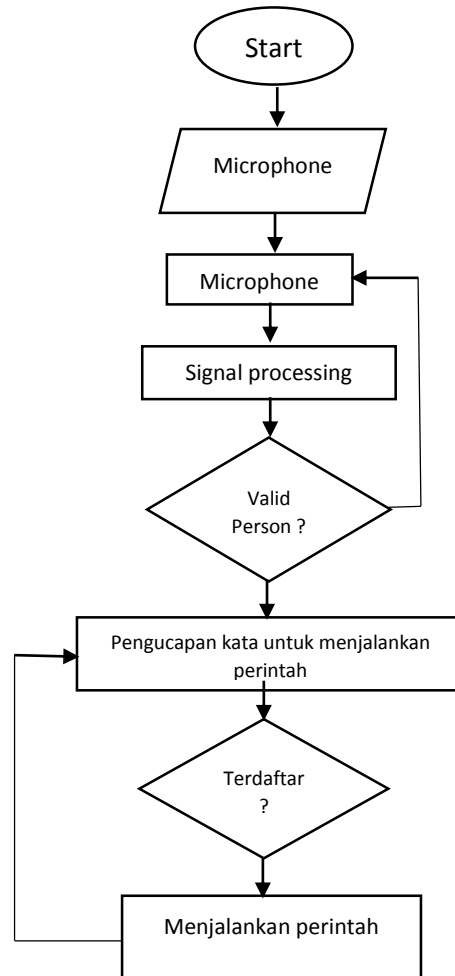 Start
Microphone
Microphone
Signal processing
Valid
Person ?
Pengucapan kata untuk menjalankan
perintah
Terdaftar
?
Menjalankan perintah